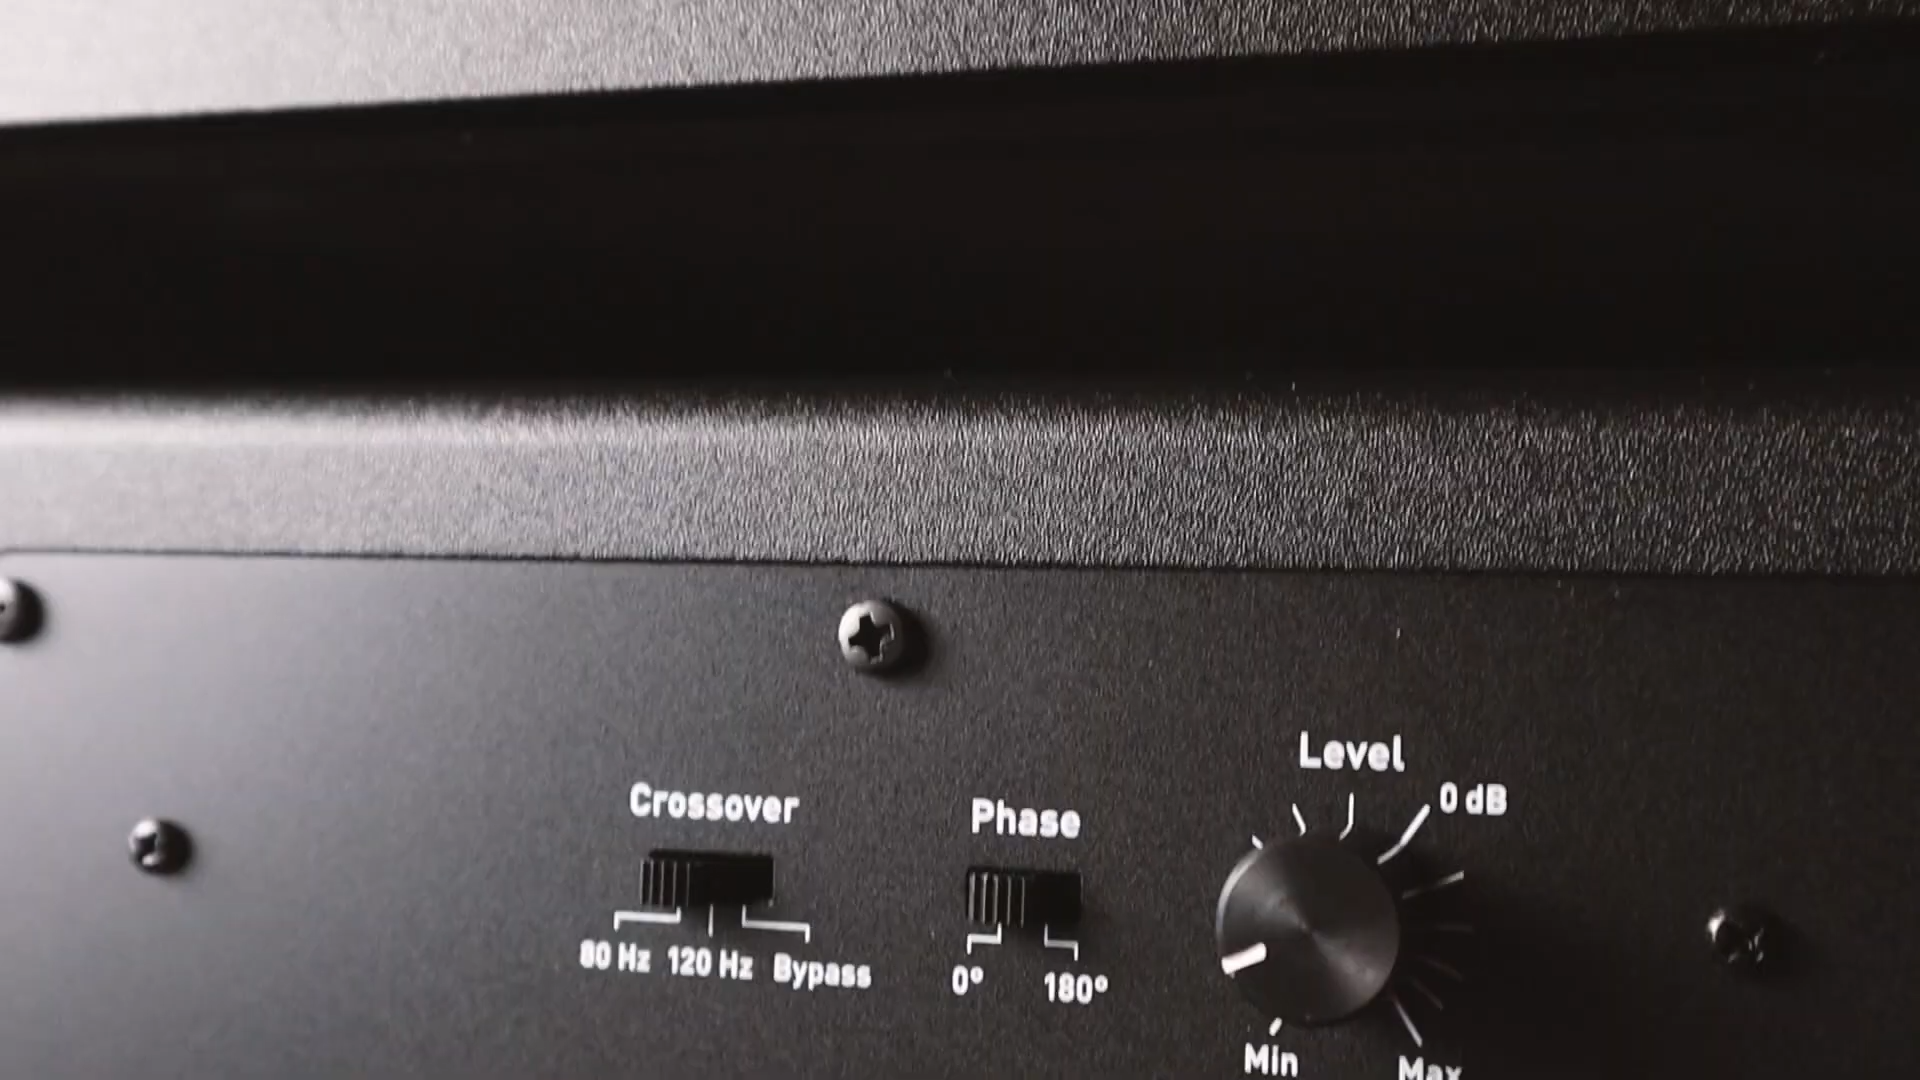 Level
0 dB
Crossover
Phase
80 Hz 120 Hz Bypass
0° 180°
Min
Max